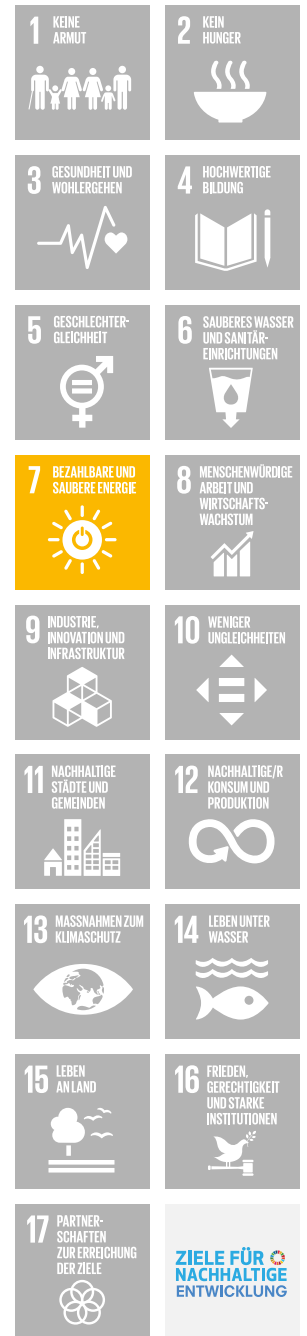 1 KEINE
ARMUT
2 KEIN
HUNGER
3 GESUNDHEIT UND
WOHLERGEHEN
4 HOCHWERTIGE
BILDUNG
5 GESCHLECHTER-
GLEICHHEIT
6 SAUBERES WASSER
UND SANITÄR-
EINRICHTUNGEN
7 BEZAHLBARE UND
SAUBERE ENERGIE
8 MENSCHENWÜRDIGE
ARBEIT UND
WIRTSCHAFTS-
WACHSTUM
9 INDUSTRIE,
INNOVATION UND
INFRASTRUKTUR
10 WENIGER
UNGLEICHHEITEN
11 NACHHALTIGE
STÄDTE UND
GEMEINDEN
12 NACHHALTIGE/R
KONSUM UND
PRODUKTION
13 MASSNAHMEN ZUM
KLIMASCHUTZ
14 LEBEN UNTER
WASSER
15 LEBEN
AN LAND
16 FRIEDEN,
GERECHTIGKEIT
UND STARKE
INSTITUTIONEN
17 PARTNER-
SCHAFTEN
ZUR ERREICHUNG
DER ZIELE
ZIELE FÜR
NACHHALTIGE
ENTWICKLUNG